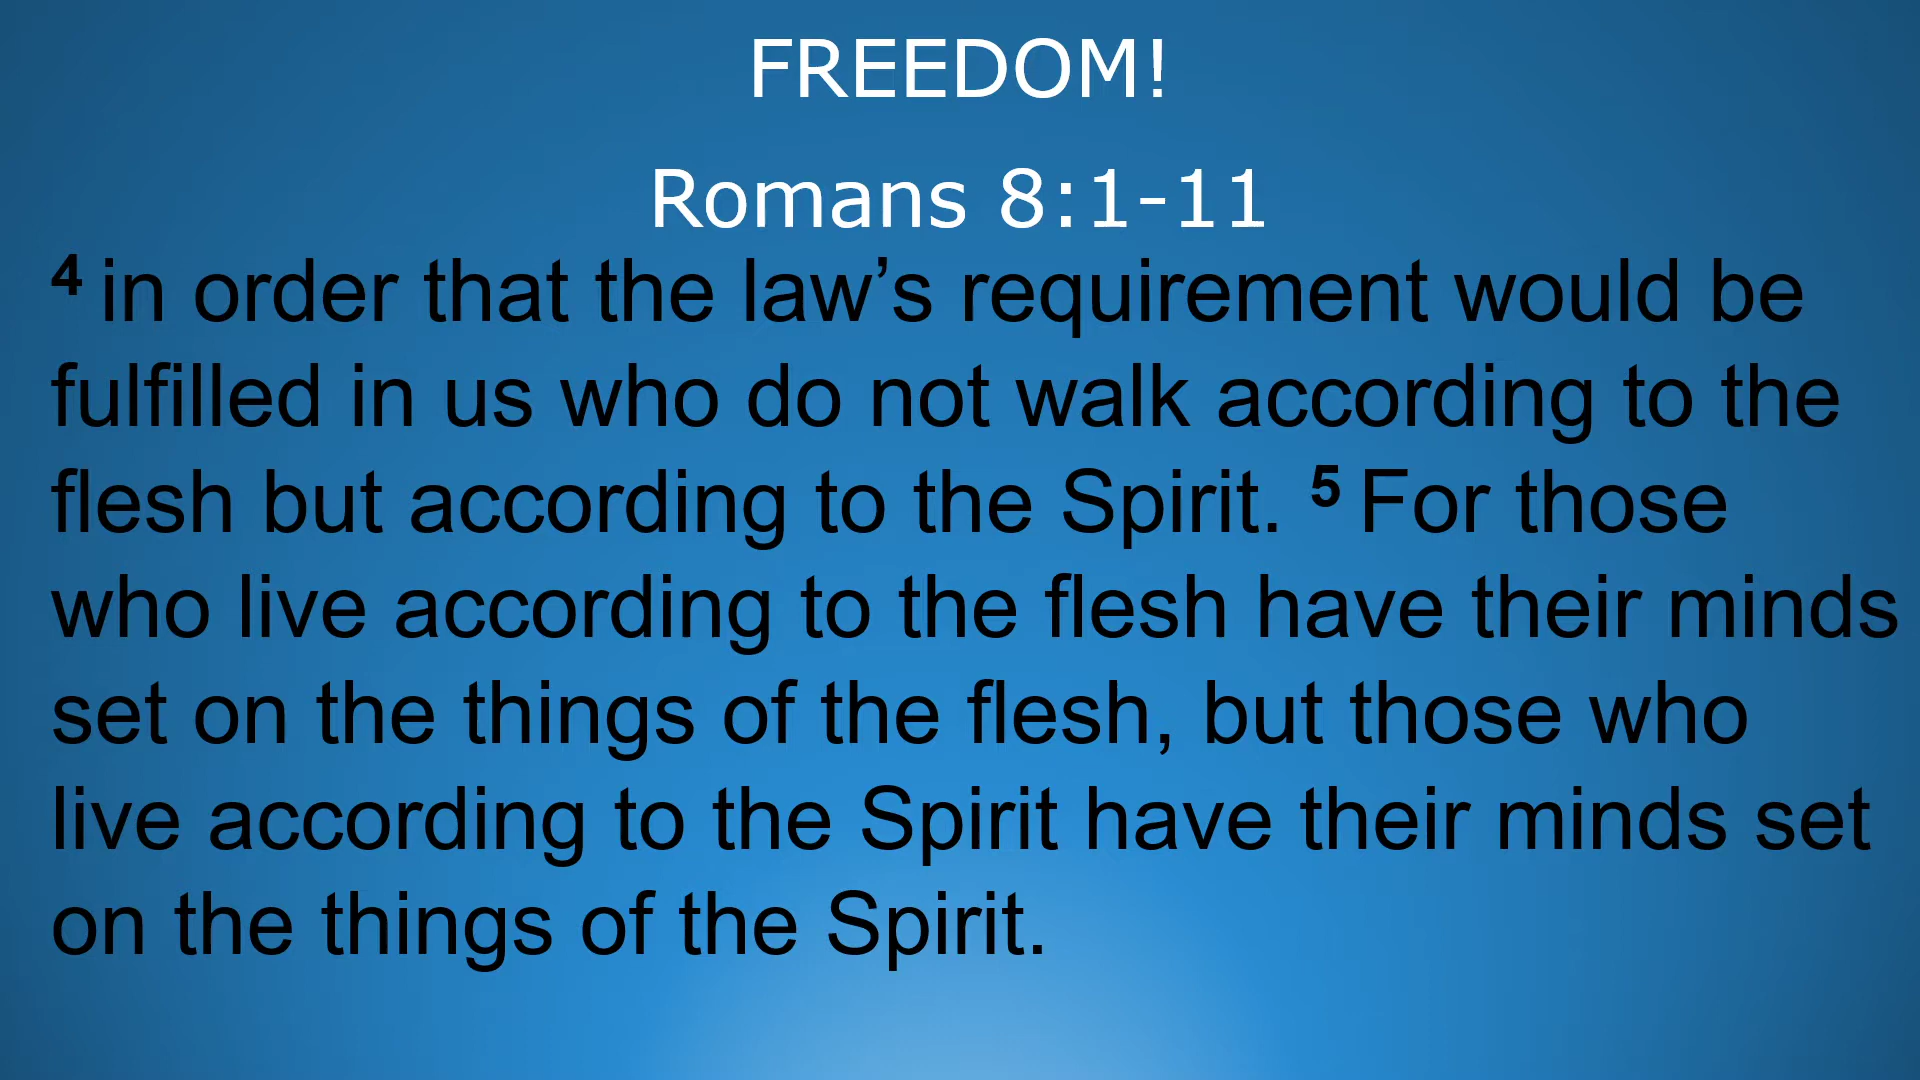 FREEDOM!
Romans 8:1-11
4 in order that the law’s requirement would be
fulfilled in us who do not walk according to the
flesh but according to the Spirit. 5 For those
who live according to the flesh have their minds
set on the things of the flesh, but those who
live according to the Spirit have their minds set
on the things of the Spirit.